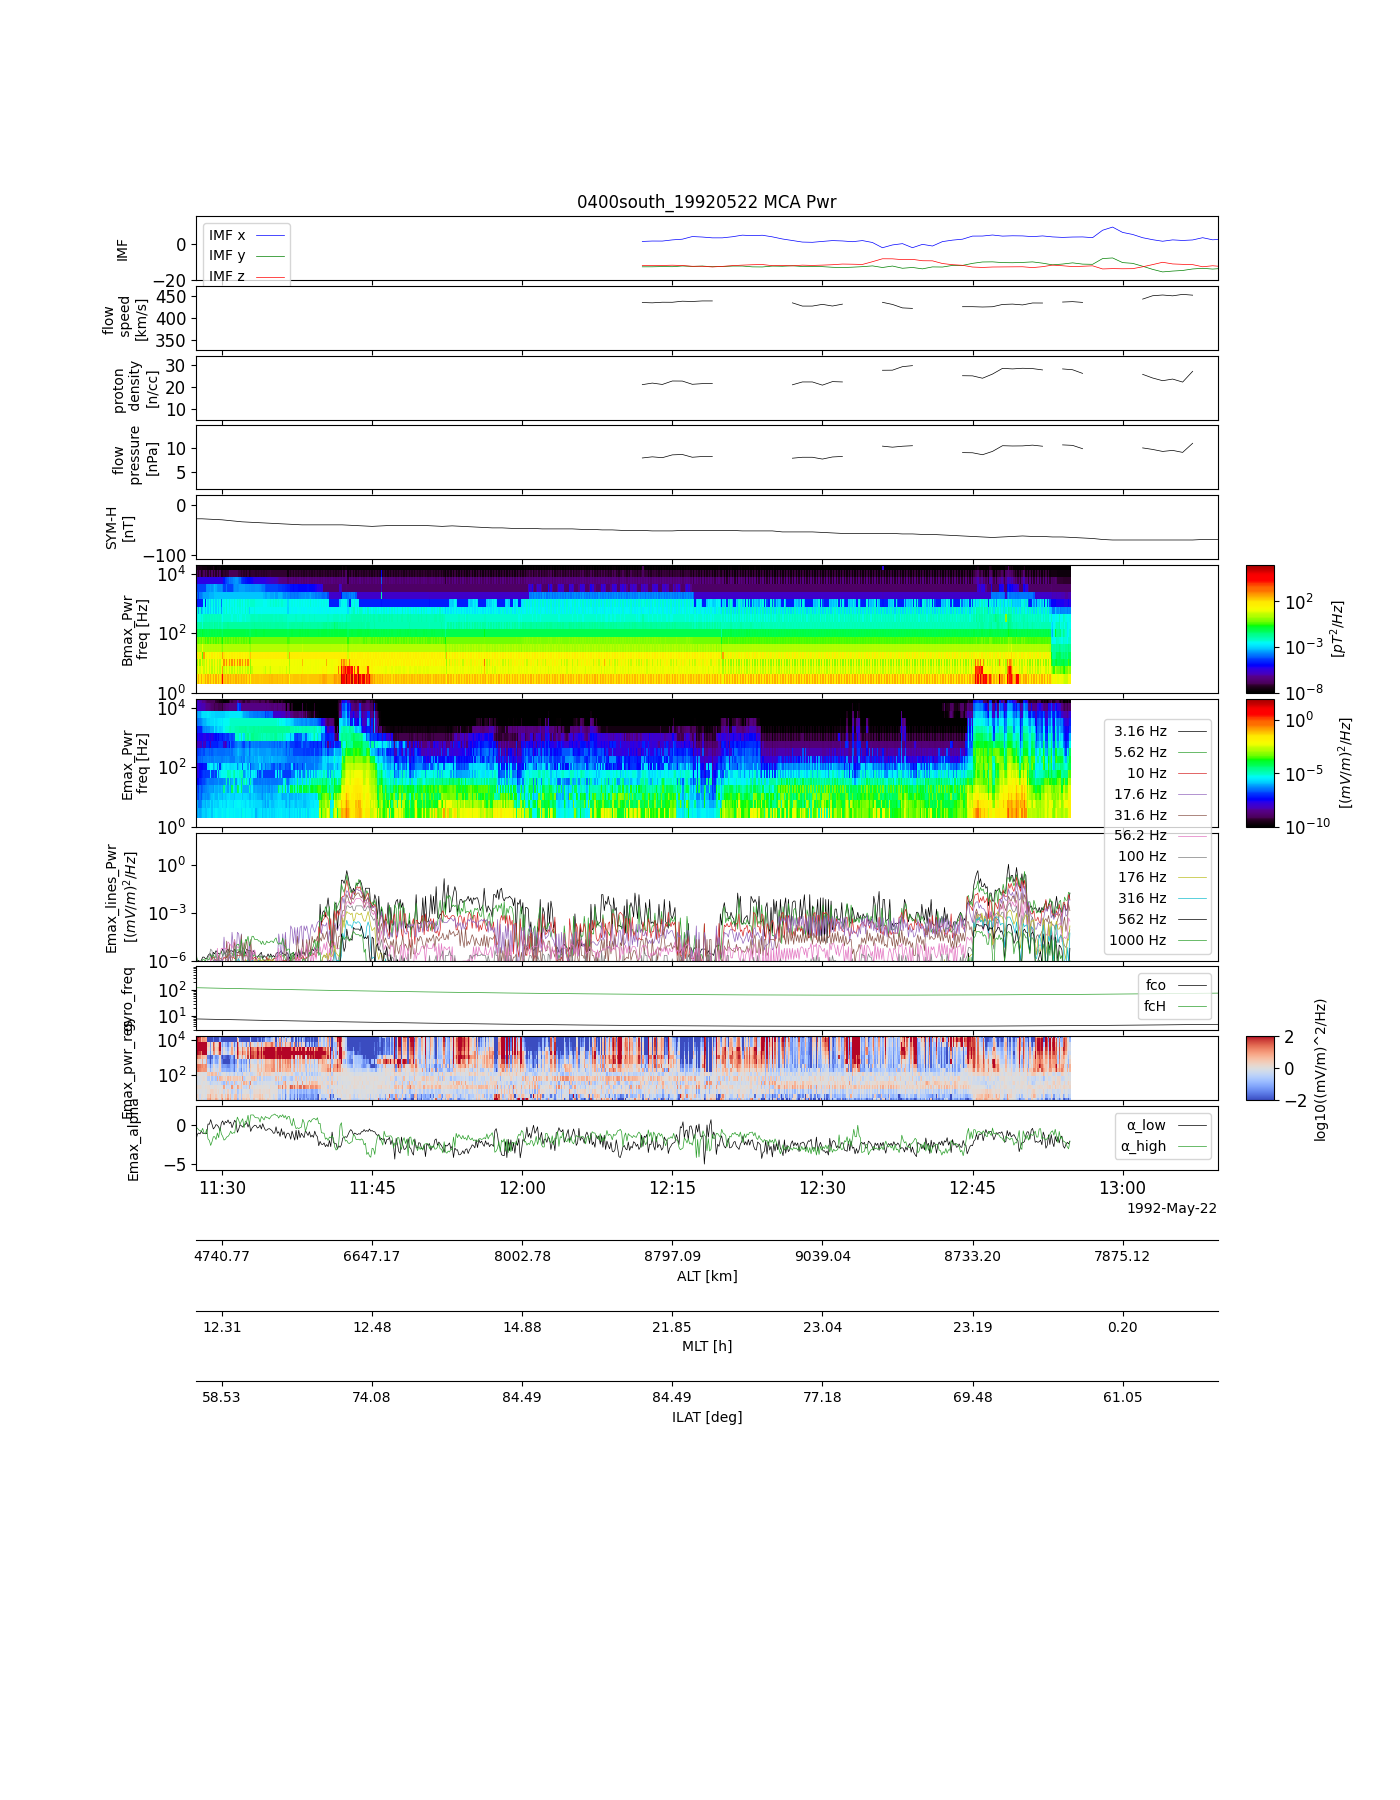 0400south_19920522 MCA Pwr
IMF
0
−20
IMF x
IMF y
IMF z
flow
speed
[km/s]
450
400
350
proton
density
[n/cc]
30
20
10
flow
pressure
[nPa]
10
5
SYM-H
[nT]
0
−100
Bmax_Pwr
freq [Hz]
10^4
10^2
10^0
10^2
10^−3
10^−8
[pT^2/Hz]
Emax_Pwr
freq [Hz]
10^4
10^2
10^0
10^0
10^−5
10^−10
[(mV/m)^2/Hz]
3.16 Hz
5.62 Hz
10 Hz
17.6 Hz
31.6 Hz
56.2 Hz
100 Hz
176 Hz
316 Hz
562 Hz
1000 Hz
Emax_lines_Pwr
[(mV/m)^2/Hz]
10^0
10^−3
10^−6
gyro_freq
10^2
10^1
fco
fcH
Emax_pwr_reg
10^4
10^2
2
0
−2
log10((mV/m)^2/Hz)
Emax_alpha
0
−5
α_low
α_high
11:30 11:45 12:00 12:15 12:30 12:45 13:00
1992-May-22
4740.77 6647.17 8002.78 8797.09 9039.04 8733.20 7875.12
ALT [km]
12.31 12.48 14.88 21.85 23.04 23.19 0.20
MLT [h]
58.53 74.08 84.49 84.49 77.18 69.48 61.05
ILAT [deg]